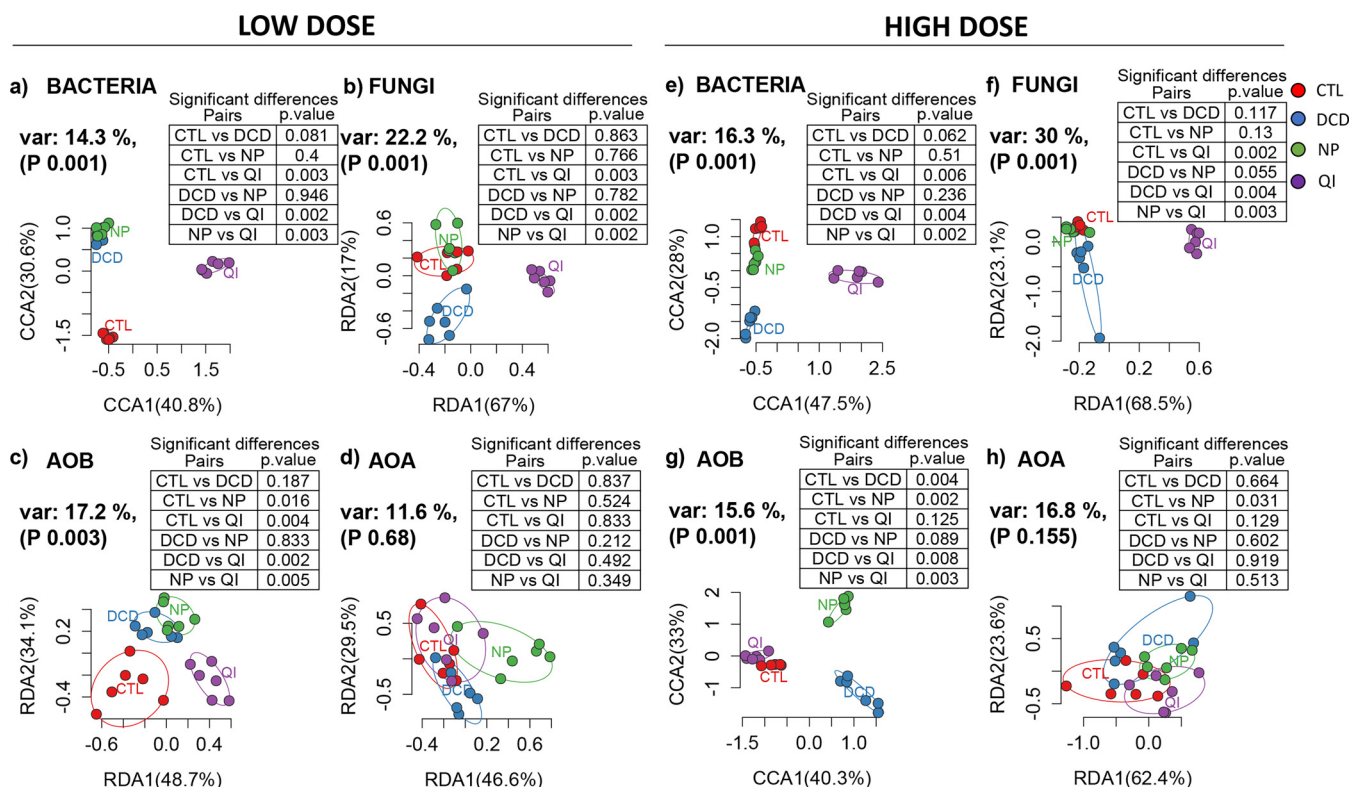 LOW DOSE
HIGH DOSE
a) BACTERIA
var: 14.3 %,
(P 0.001)
Significant differences
Pairs p.value
CTL vs DCD 0.081
CTL vs NP 0.4
CTL vs QI 0.003
DCD vs NP 0.946
DCD vs QI 0.002
NP vs QI 0.003
CCA2(30.6%)
1.0
0.0
-1.5
NP
DCD
QI
CTL
-0.5 0.5 1.5
CCA1(40.8%)
b) FUNGI
var: 22.2 %,
(P 0.001)
Significant differences
Pairs p.value
CTL vs DCD 0.863
CTL vs NP 0.766
CTL vs QI 0.003
DCD vs NP 0.782
DCD vs QI 0.002
NP vs QI 0.002
RDA2(17%)
0.6
0.0
-0.6
NP
CTL
QI
DCD
-0.6 0.0 0.4
RDA1(67%)
e) BACTERIA
var: 16.3 %,
(P 0.001)
Significant differences
Pairs p.value
CTL vs DCD 0.062
CTL vs NP 0.51
CTL vs QI 0.006
DCD vs NP 0.236
DCD vs QI 0.004
NP vs QI 0.002
CCA2(28%)
1.0
-0.5
-2.0
CTL
NP
QI
DCD
-0.5 1.0 2.5
CCA1(47.5%)
f) FUNGI
var: 30 %,
(P 0.001)
Significant differences
Pairs p.value
CTL vs DCD 0.117
CTL vs NP 0.13
CTL vs QI 0.002
DCD vs NP 0.055
DCD vs QI 0.004
NP vs QI 0.003
RDA2(23.1%)
0.0
-1.0
-2.0
CTL
NP
QI
DCD
-0.2 0.2 0.6
RDA1(68.5%)
CTL
DCD
NP
QI
c) AOB
var: 17.2 %,
(P 0.003)
Significant differences
Pairs p.value
CTL vs DCD 0.187
CTL vs NP 0.016
CTL vs QI 0.004
DCD vs NP 0.833
DCD vs QI 0.002
NP vs QI 0.005
RDA2(34.1%)
0.2
-0.4
DCD
NP
QI
CTL
-0.6 0.0 0.4
RDA1(48.7%)
d) AOA
var: 11.6 %,
(P 0.68)
Significant differences
Pairs p.value
CTL vs DCD 0.837
CTL vs NP 0.524
CTL vs QI 0.833
DCD vs NP 0.212
DCD vs QI 0.492
NP vs QI 0.349
RDA2(29.5%)
0.5
-0.5
CTL
QI
NP
DCD
-0.4 0.2 0.6
RDA1(46.6%)
g) AOB
var: 15.6 %,
(P 0.001)
Significant differences
Pairs p.value
CTL vs DCD 0.004
CTL vs NP 0.002
CTL vs QI 0.125
DCD vs NP 0.089
DCD vs QI 0.008
NP vs QI 0.003
CCA2(33%)
2
1
0
-1
NP
QI
CTL
DCD
-1.5 0.0 1.0
CCA1(40.3%)
h) AOA
var: 16.8 %,
(P 0.155)
Significant differences
Pairs p.value
CTL vs DCD 0.664
CTL vs NP 0.031
CTL vs QI 0.129
DCD vs NP 0.602
DCD vs QI 0.919
NP vs QI 0.513
RDA2(23.6%)
0.5
-0.5
DCD
NP
CTL
QI
-1.0 0.0
RDA1(62.4%)